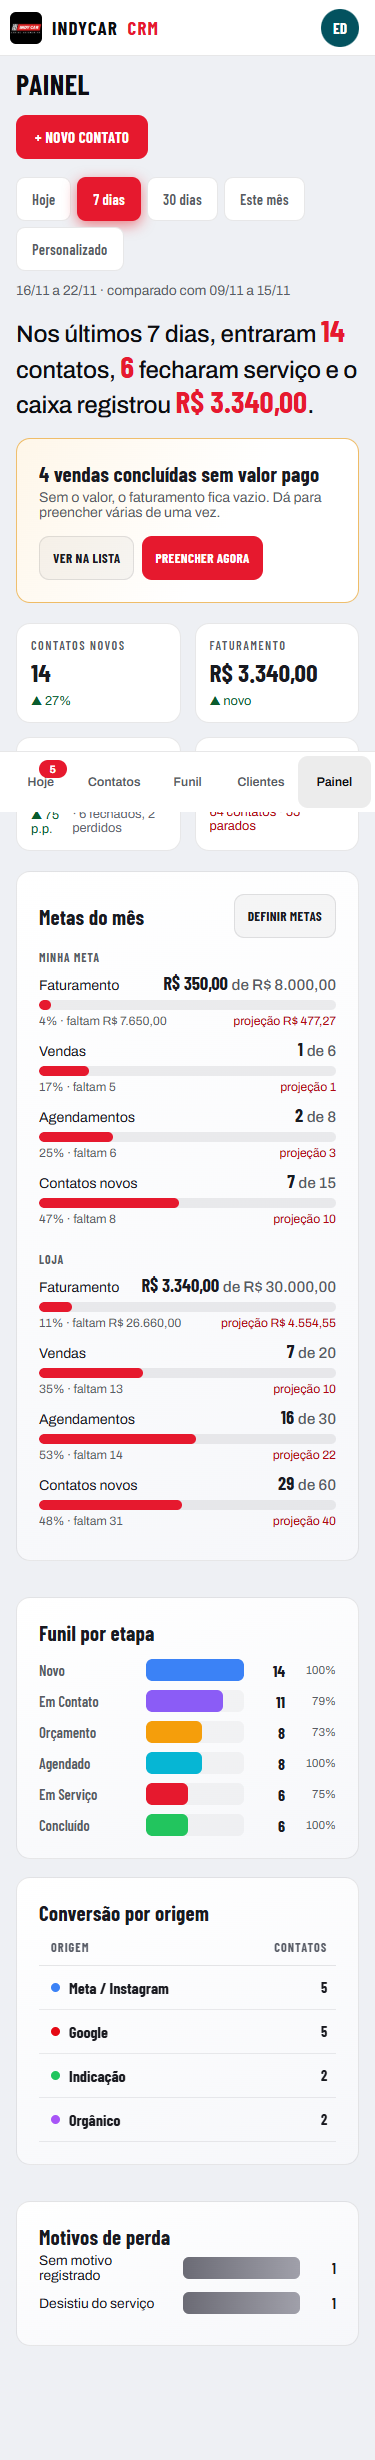 INDYCAR CRM
ED
PAINEL
+ NOVO CONTATO
Hoje
7 dias
30 dias
Este mês
Personalizado
16/11 a 22/11 · comparado com 09/11 a 15/11
Nos últimos 7 dias, entraram 14
contatos, 6 fecharam serviço e o
caixa registrou R$ 3.340,00.
4 vendas concluídas sem valor pago
Sem o valor, o faturamento fica vazio. Dá para
preencher várias de uma vez.
VER NA LISTA
PREENCHER AGORA
CONTATOS NOVOS
14
▲ 27%
FATURAMENTO
R$ 3.340,00
▲ novo
5
Hoje
Contatos
Funil
Clientes
Painel
▲ 75
p.p.
· 6 fechados, 2
perdidos
64 contatos
parados
Metas do mês
DEFINIR METAS
MINHA META
Faturamento R$ 350,00 de R$ 8.000,00
4% · faltam R$ 7.650,00 projeção R$ 477,27
Vendas 1 de 6
17% · faltam 5 projeção 1
Agendamentos 2 de 8
25% · faltam 6 projeção 3
Contatos novos 7 de 15
47% · faltam 8 projeção 10
LOJA
Faturamento R$ 3.340,00 de R$ 30.000,00
11% · faltam R$ 26.660,00 projeção R$ 4.554,55
Vendas 7 de 20
35% · faltam 13 projeção 10
Agendamentos 16 de 30
53% · faltam 14 projeção 22
Contatos novos 29 de 60
48% · faltam 31 projeção 40
Funil por etapa
Novo 14 100%
Em Contato 11 79%
Orçamento 8 73%
Agendado 8 100%
Em Serviço 6 75%
Concluído 6 100%
Conversão por origem
ORIGEM CONTATOS
Meta / Instagram 5
Google 5
Indicação 2
Orgânico 2
Motivos de perda
Sem motivo
registrado 1
Desistiu do serviço 1